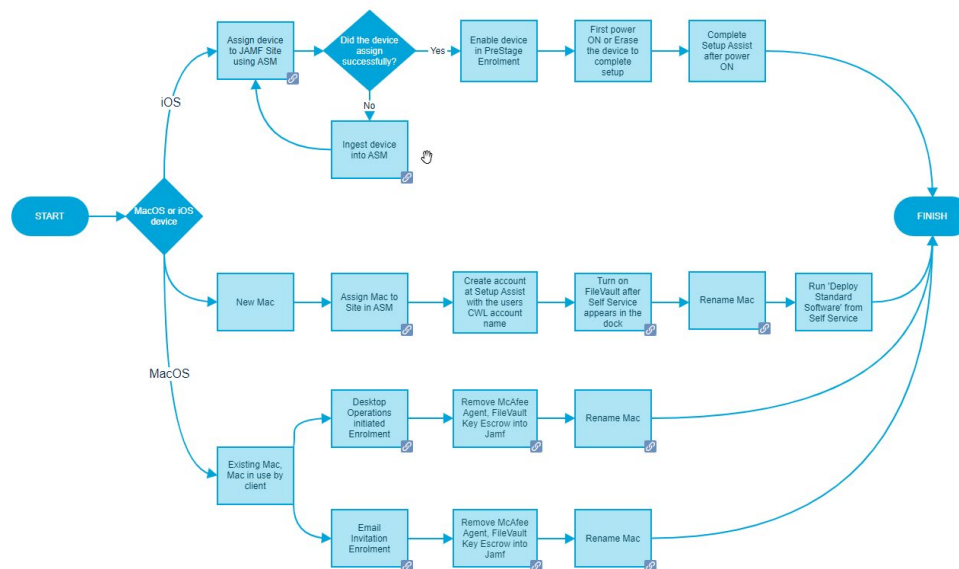 Assign device
to JAMF Site
using ASM
Did the device
assign
successfully?
Yes
Enable device
in PreStage
Enrolment
First power
ON or Erase
the device to
complete
setup
Complete
Setup Assist
after power
ON
No
iOS
Ingest device
into ASM
START
MacOS or iOS
device
FINISH
New Mac
Assign Mac to
Site in ASM
Create account
at Setup Assist
with the users
CWL account
name
Turn on
FileVault after
Self Service
appears in the
dock
Rename Mac
Run 'Deploy
Standard
Software' from
Self Service
MacOS
Desktop
Operations
initiated
Enrolment
Remove McAfee
Agent, FileVault
Key Escrow into
Jamf
Rename Mac
Existing Mac,
Mac in use by
client
Email
Invitation
Enrolment
Remove McAfee
Agent, FileVault
Key Escrow into
Jamf
Rename Mac